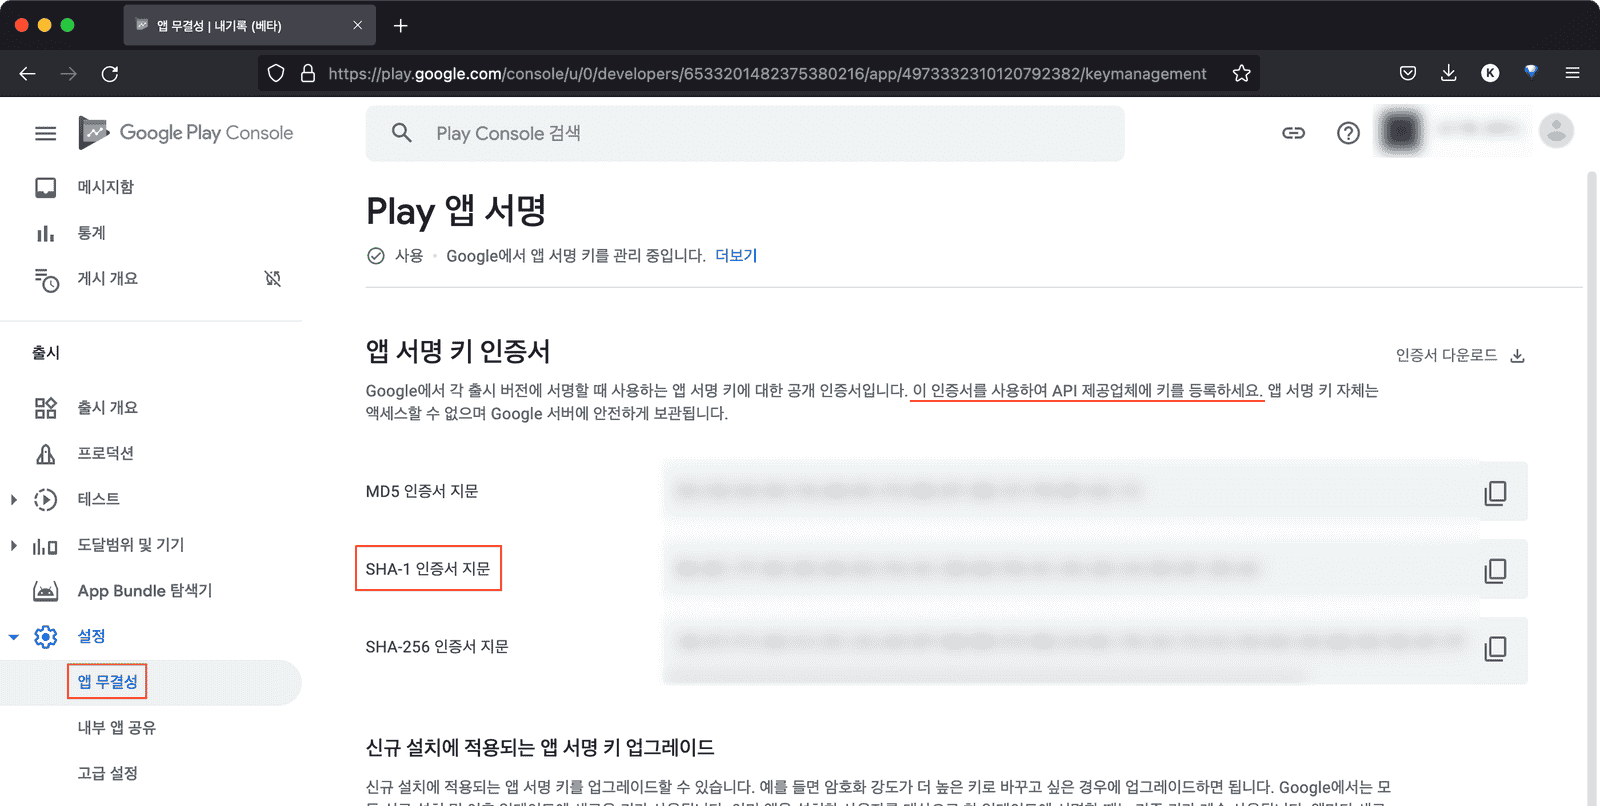 앱 무결성 | 내기록 (베타)
https://play.google.com/console/u/0/developers/6533201482375380216/app/4973332310120792382/keymanagement
K
Google Play Console
Play Console 검색
메시지함
통계
게시 개요
출시
출시 개요
프로덕션
테스트
도달범위 및 기기
App Bundle 탐색기
설정
앱 무결성
내부 앱 공유
고급 설정
Play 앱 서명
사용 · Google에서 앱 서명 키를 관리 중입니다. 더보기
앱 서명 키 인증서
인증서 다운로드
Google에서 각 출시 버전에 서명할 때 사용하는 앱 서명 키에 대한 공개 인증서입니다. 이 인증서를 사용하여 API 제공업체에 키를 등록하세요. 앱 서명 키 자체는
액세스할 수 없으며 Google 서버에 안전하게 보관됩니다.
MD5 인증서 지문
SHA-1 인증서 지문
SHA-256 인증서 지문
신규 설치에 적용되는 앱 서명 키 업그레이드
신규 설치에 적용되는 앱 서명 키를 업그레이드할 수 있습니다. 예를 들면 암호화 강도가 더 높은 키로 바꾸고 싶은 경우에 업그레이드하면 됩니다. Google에서는 모